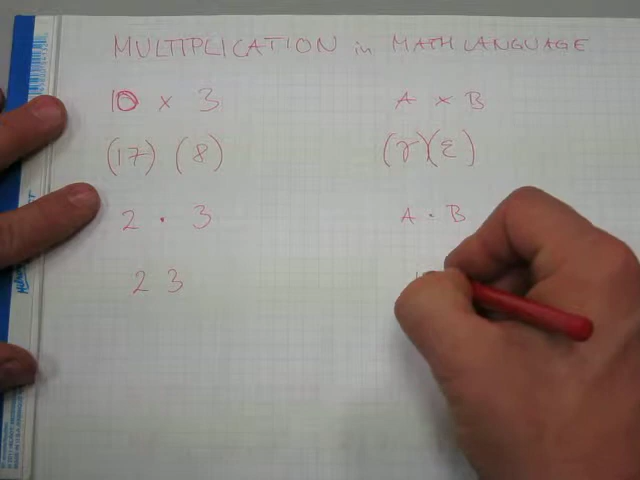 MULTIPLICATION in MATH LANGUAGE
10 x 3 A x B
(17) (8) (γ)(ε)
2 · 3 A · B
2 3